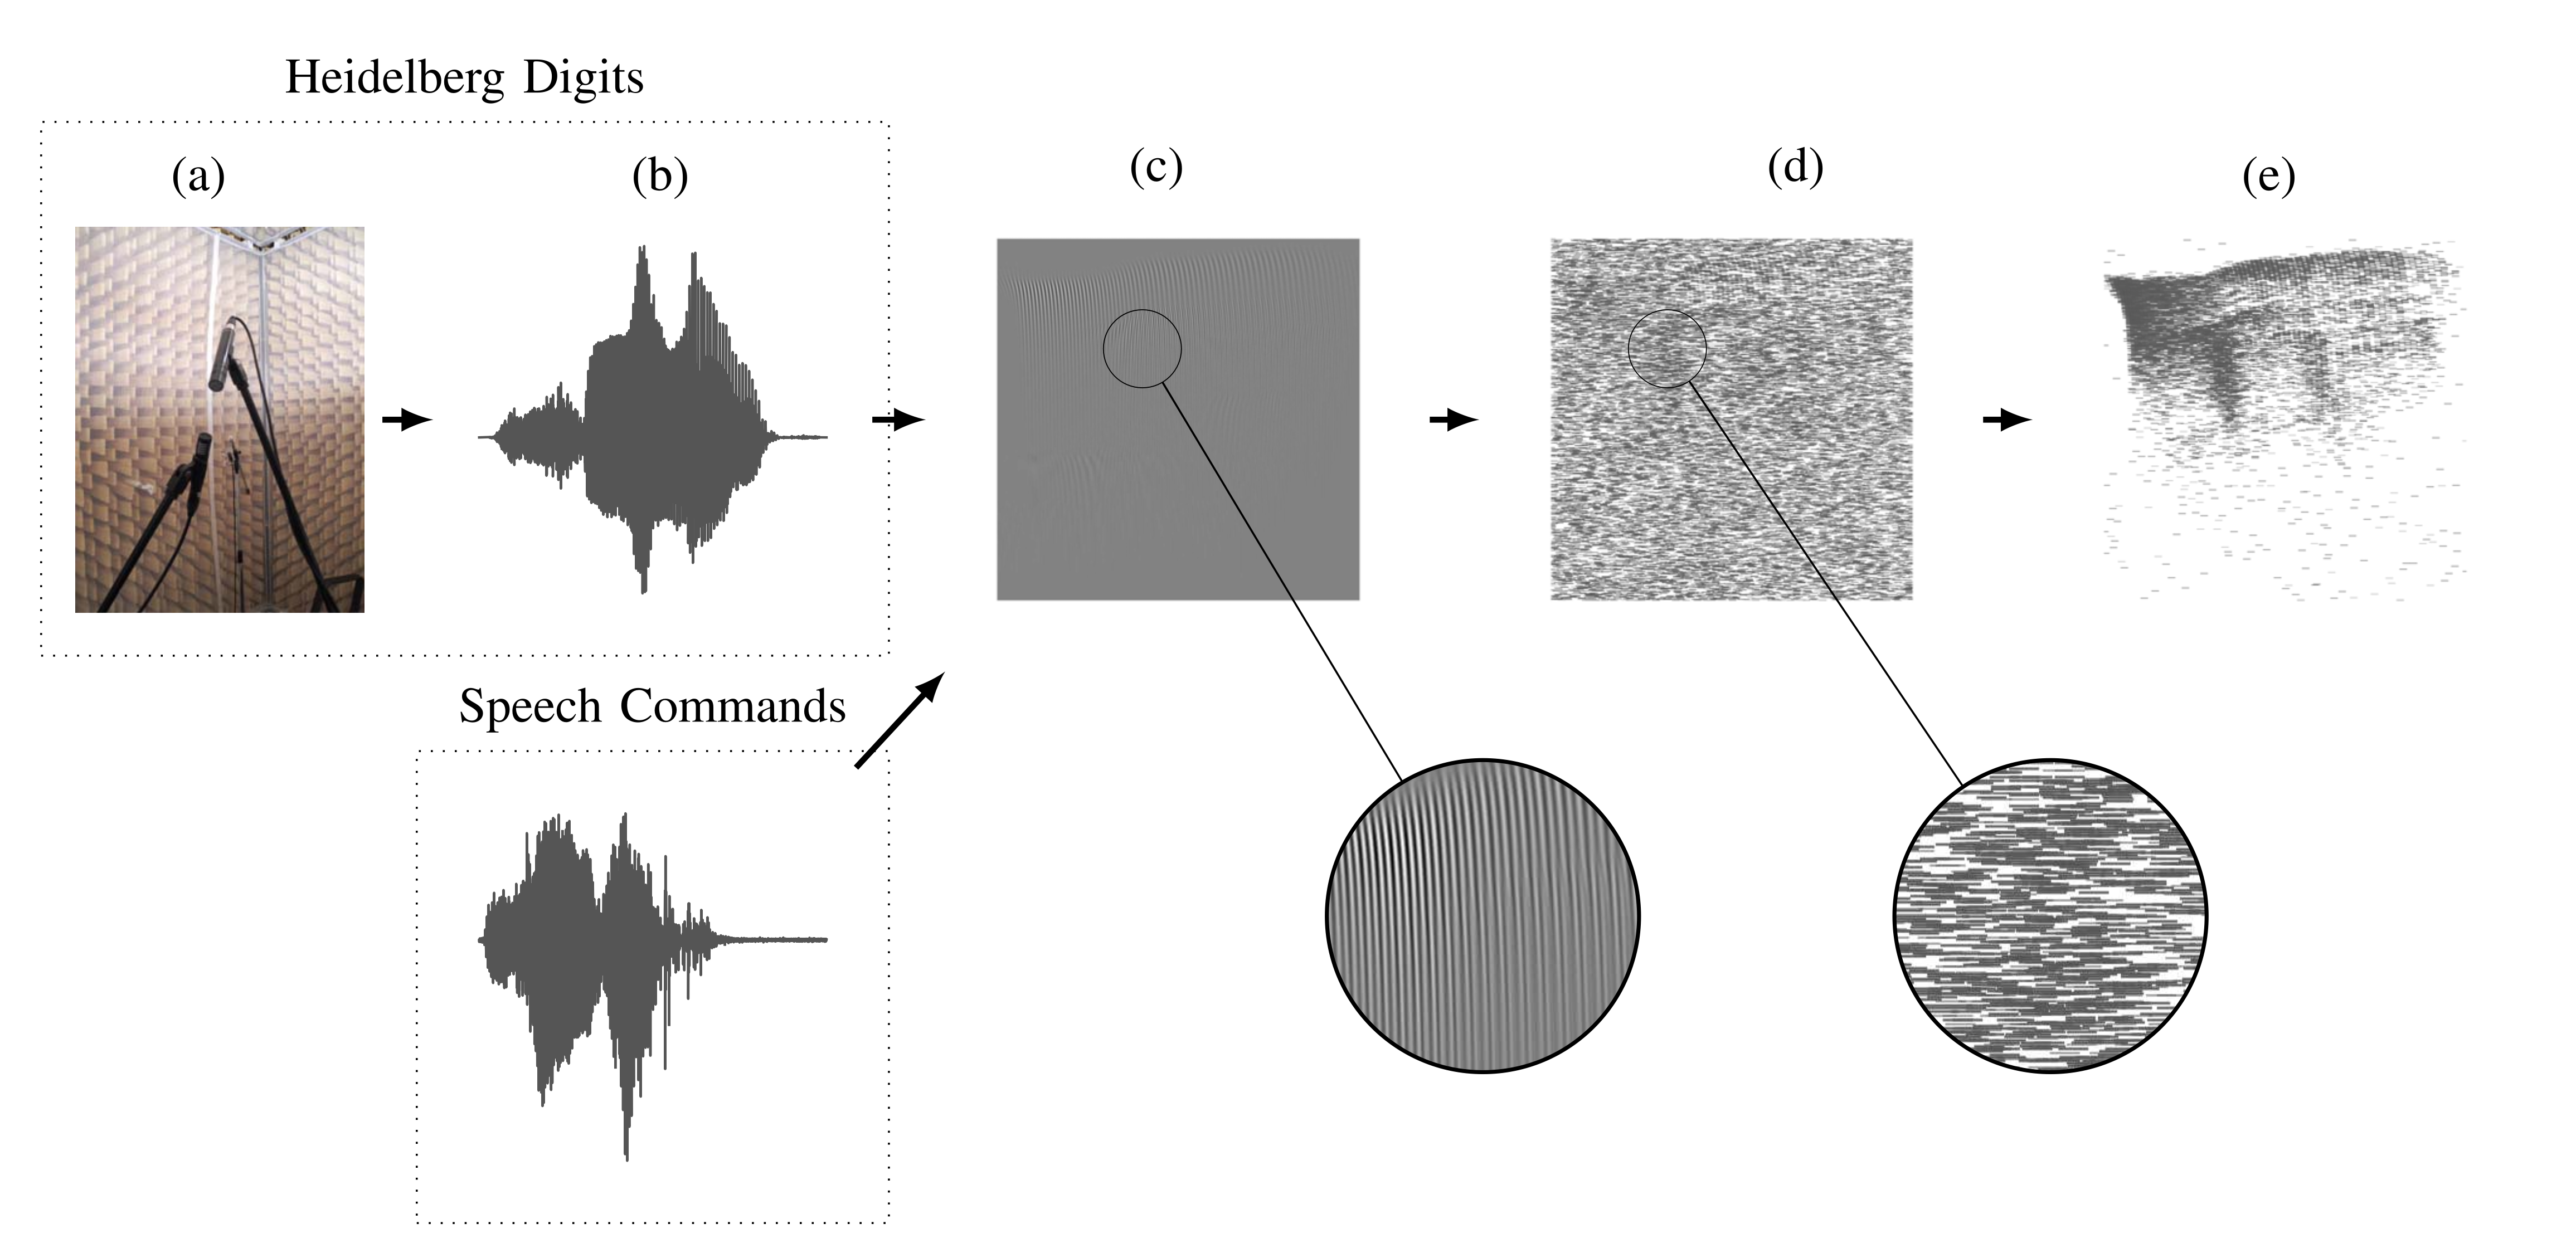 Heidelberg Digits
(a)
(b)
(c)
(d)
(e)
Speech Commands